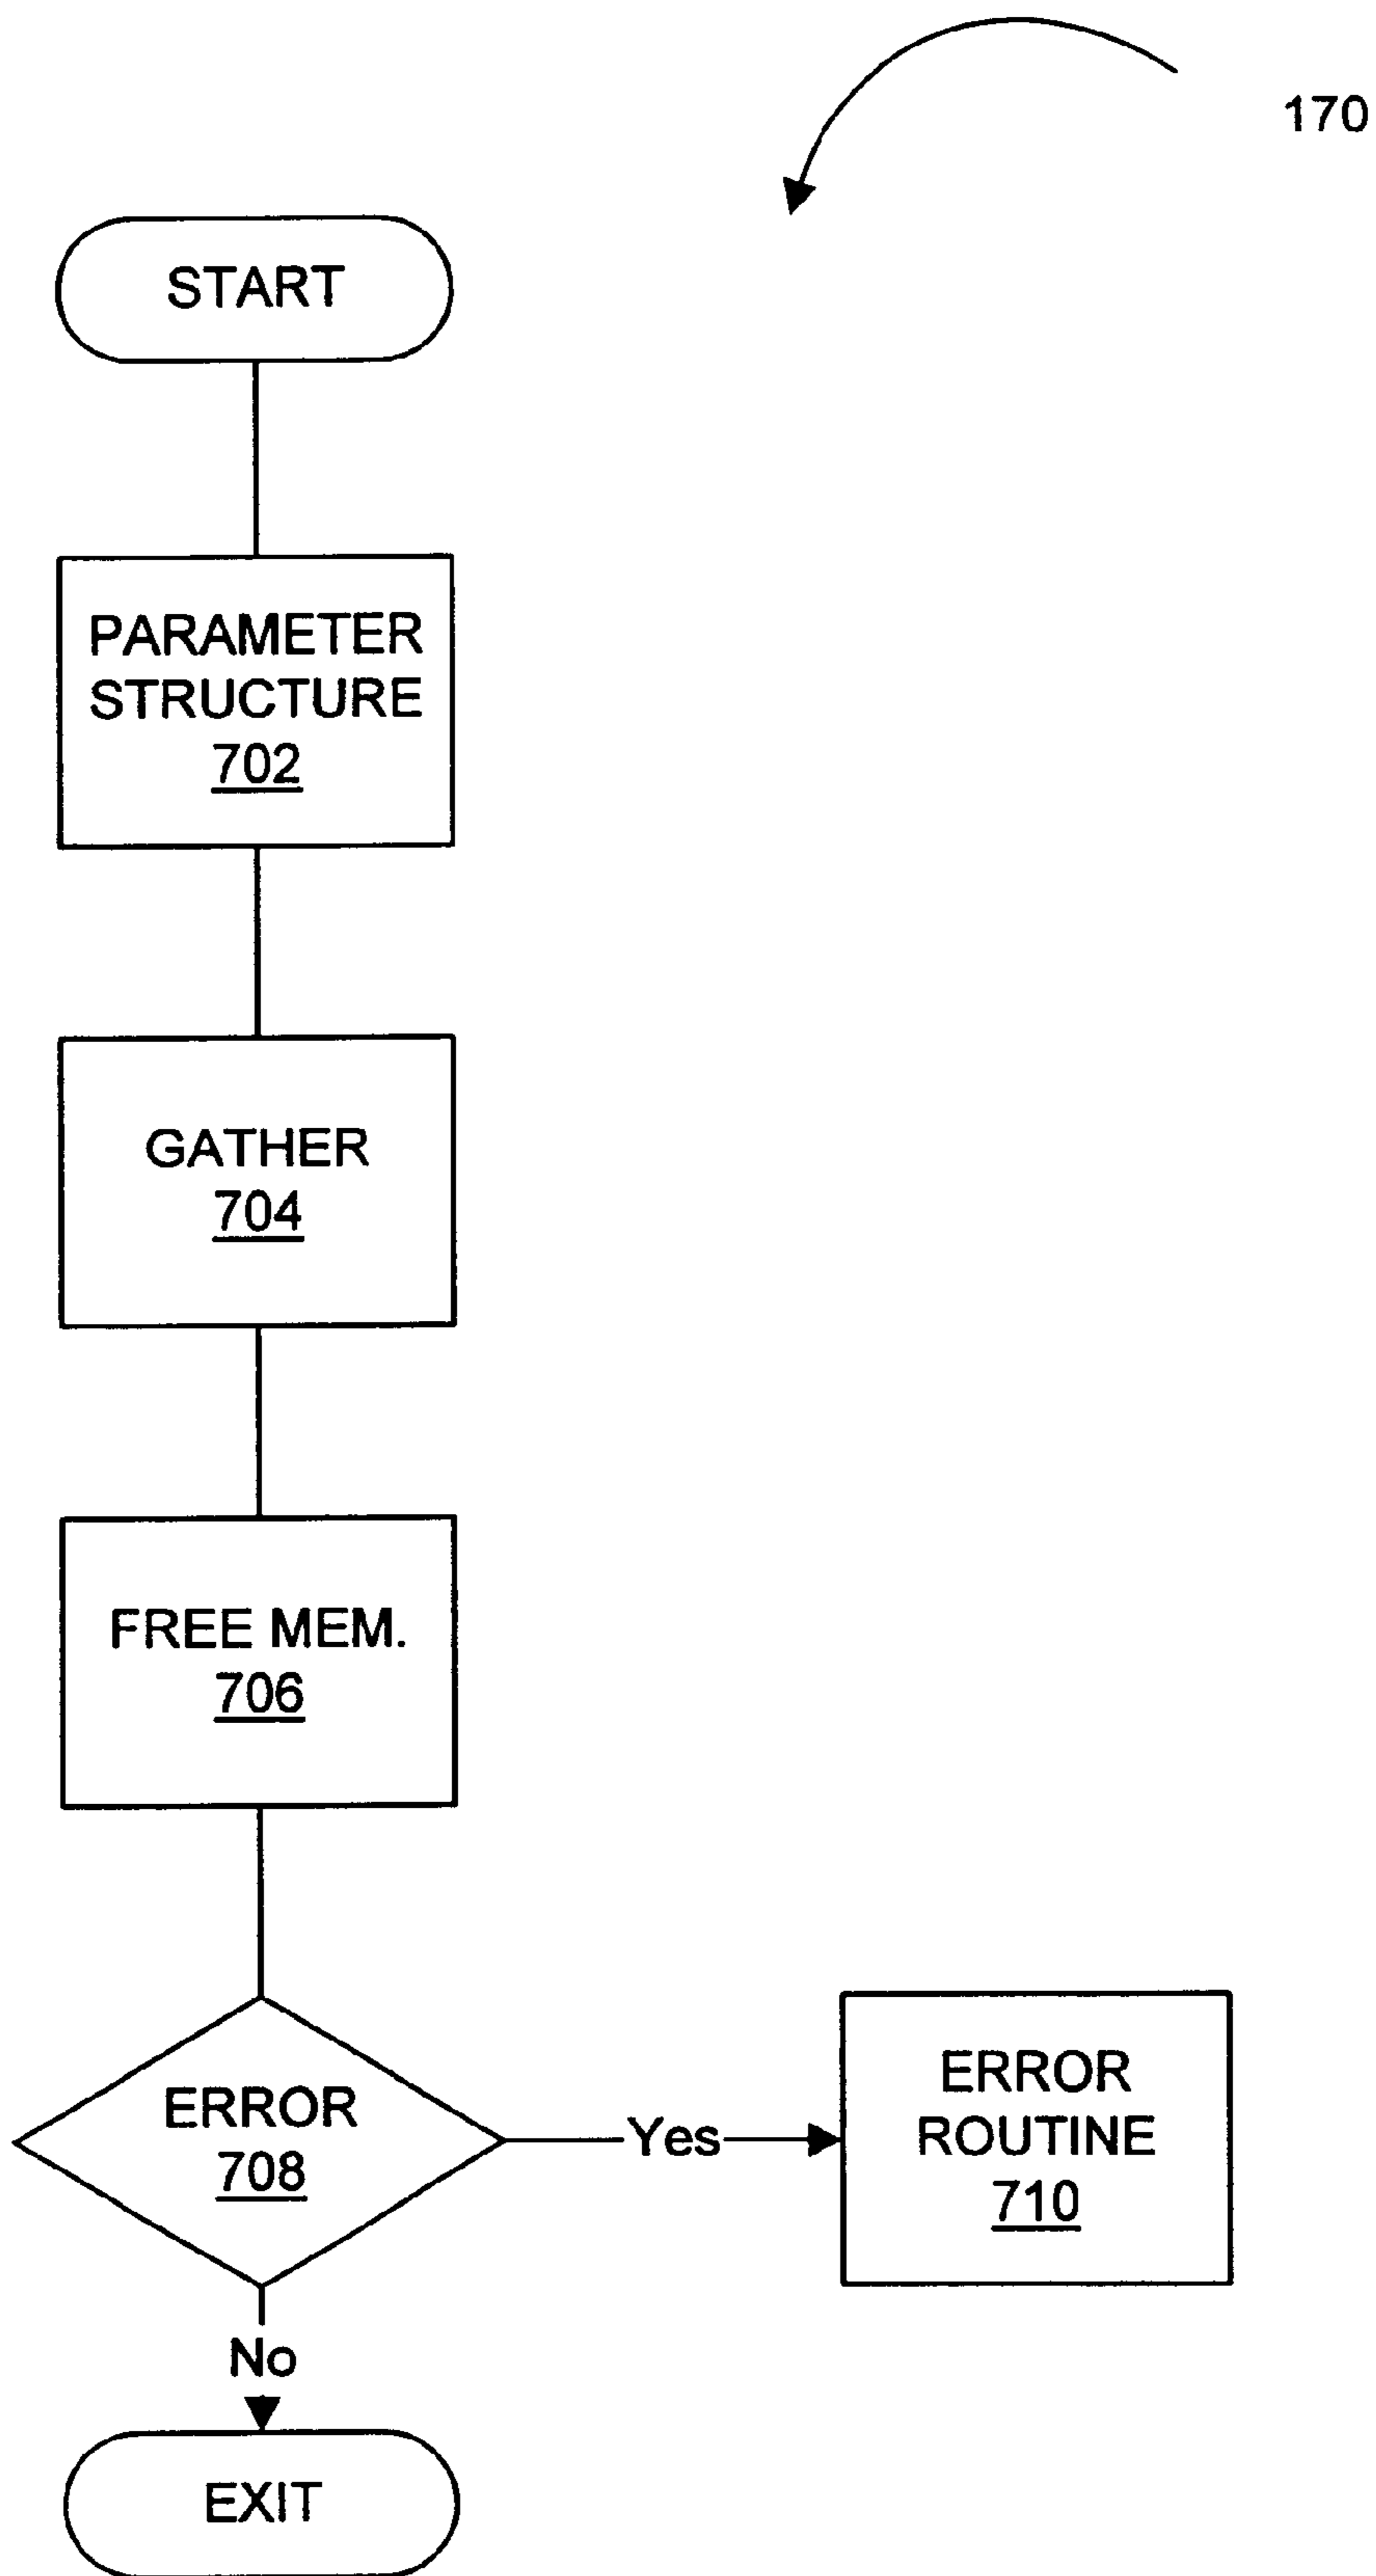 170
START
PARAMETER
STRUCTURE
702
GATHER
704
FREE MEM.
706
ERROR
708
Yes
ERROR
ROUTINE
710
No
EXIT